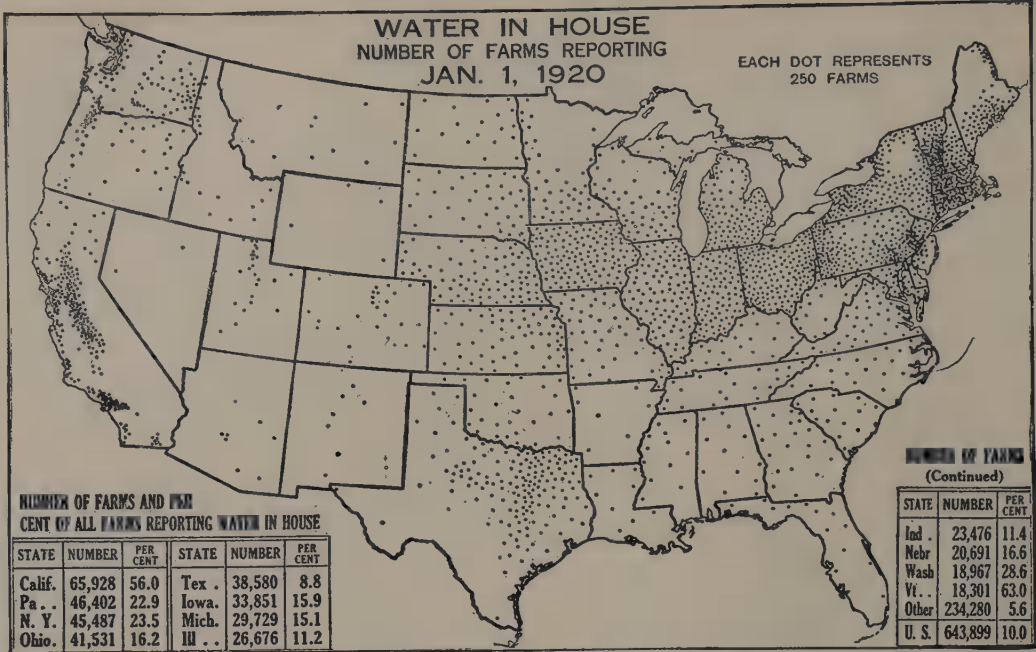 WATER IN HOUSE
NUMBER OF FARMS REPORTING
JAN. 1, 1920
EACH DOT REPRESENTS
250 FARMS
OF FARMS AND
CENT OF ALL REPORTING IN HOUSE
STATE NUMBER PER CENT STATE NUMBER PER CENT
Calif. 65,928 56.0 Tex . 38,580 8.8
Pa . . 46,402 22.9 Iowa. 33,851 15.9
N. Y. 45,487 23.5 Mich. 29,729 15.1
Ohio. 41,531 16.2 Ill . . 26,676 11.2
OF
(Continued)
STATE NUMBER PER CENT
Ind . 23,476 11.4
Nebr 20,691 16.6
Wash 18,967 28.6
Vt. . 18,301 63.0
Other 234,280 5.6
U. S. 643,899 10.0